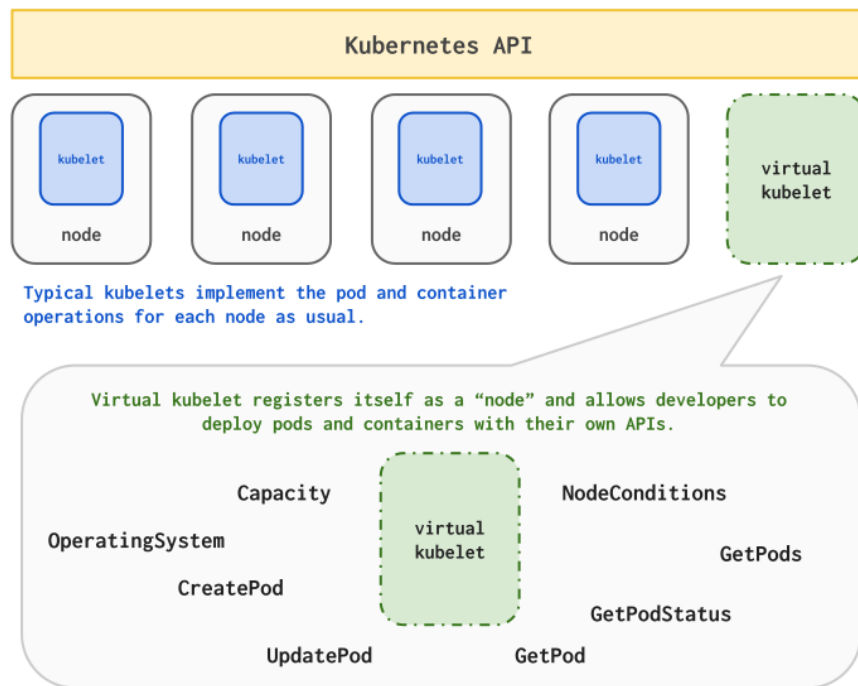 Kubernetes API
kubelet
kubelet
kubelet
kubelet
virtual
kubelet
node
node
node
node
Typical kubelets implement the pod and container
operations for each node as usual.
Virtual kubelet registers itself as a “node” and allows developers to
deploy pods and containers with their own APIs.
Capacity
NodeConditions
virtual
kubelet
OperatingSystem
GetPods
CreatePod
GetPodStatus
UpdatePod
GetPod